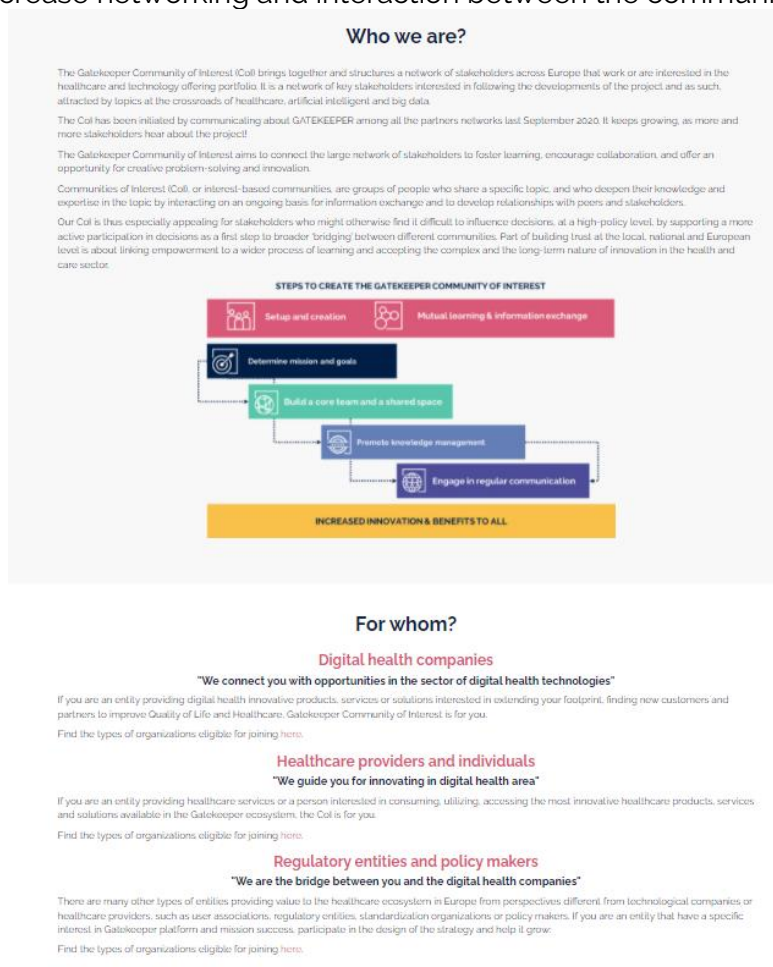 crease networking and interaction between the communi
Who we are?
The Gatekeeper Community of Interest (CoI) brings together and structures a network of stakeholders across Europe that work or are interested in the
healthcare and technology offering portfolio. It is a network of key stakeholders interested in following the developments of the project and as such,
attracted by topics at the crossroads of healthcare, artificial intelligent and big data.
The CoI has been initiated by communicating about GATEKEEPER among all the partners networks last September 2020. It keeps growing, as more and
more stakeholders hear about the project!
The Gatekeeper Community of Interest aims to connect the large network of stakeholders to foster learning, encourage collaboration, and offer an
opportunity for creative problem-solving and innovation.
Communities of Interest (CoI), or interest-based communities, are groups of people who share a specific topic, and who deepen their knowledge and
expertise in the topic by interacting on an ongoing basis for information exchange and to develop relationships with peers and stakeholders.
Our CoI is thus especially appealing for stakeholders who might otherwise find it difficult to influence decisions, at a high-policy level, by supporting a more
active participation in decisions as a first step to broader 'bridging' between different communities. Part of building trust at the local, national and European
level is about linking empowerment to a wider process of learning and accepting the complex and the long-term nature of innovation in the health and
care sector.
STEPS TO CREATE THE GATEKEEPER COMMUNITY OF INTEREST
Setup and creation
Mutual learning & information exchange
Determine mission and goals
Build a core team and a shared space
Promote knowledge management
Engage in regular communication
INCREASED INNOVATION & BENEFITS TO ALL
For whom?
Digital health companies
"We connect you with opportunities in the sector of digital health technologies"
If you are an entity providing digital health innovative products, services or solutions interested in extending your footprint, finding new customers and
partners to improve Quality of Life and Healthcare, Gatekeeper Community of Interest is for you.
Find the types of organizations eligible for joining here.
Healthcare providers and individuals
"We guide you for innovating in digital health area"
If you are an entity providing healthcare services or a person interested in consuming, utilizing, accessing the most innovative healthcare products, services
and solutions available in the Gatekeeper ecosystem, the CoI is for you.
Find the types of organizations eligible for joining here.
Regulatory entities and policy makers
"We are the bridge between you and the digital health companies"
There are many other types of entities providing value to the healthcare ecosystem in Europe from perspectives different from technological companies or
healthcare providers, such as user associations, regulatory entities, standardization organizations or policy makers. If you are an entity that have a specific
interest in Gatekeeper platform and mission success, participate in the design of the strategy and help it grow:
Find the types of organizations eligible for joining here.